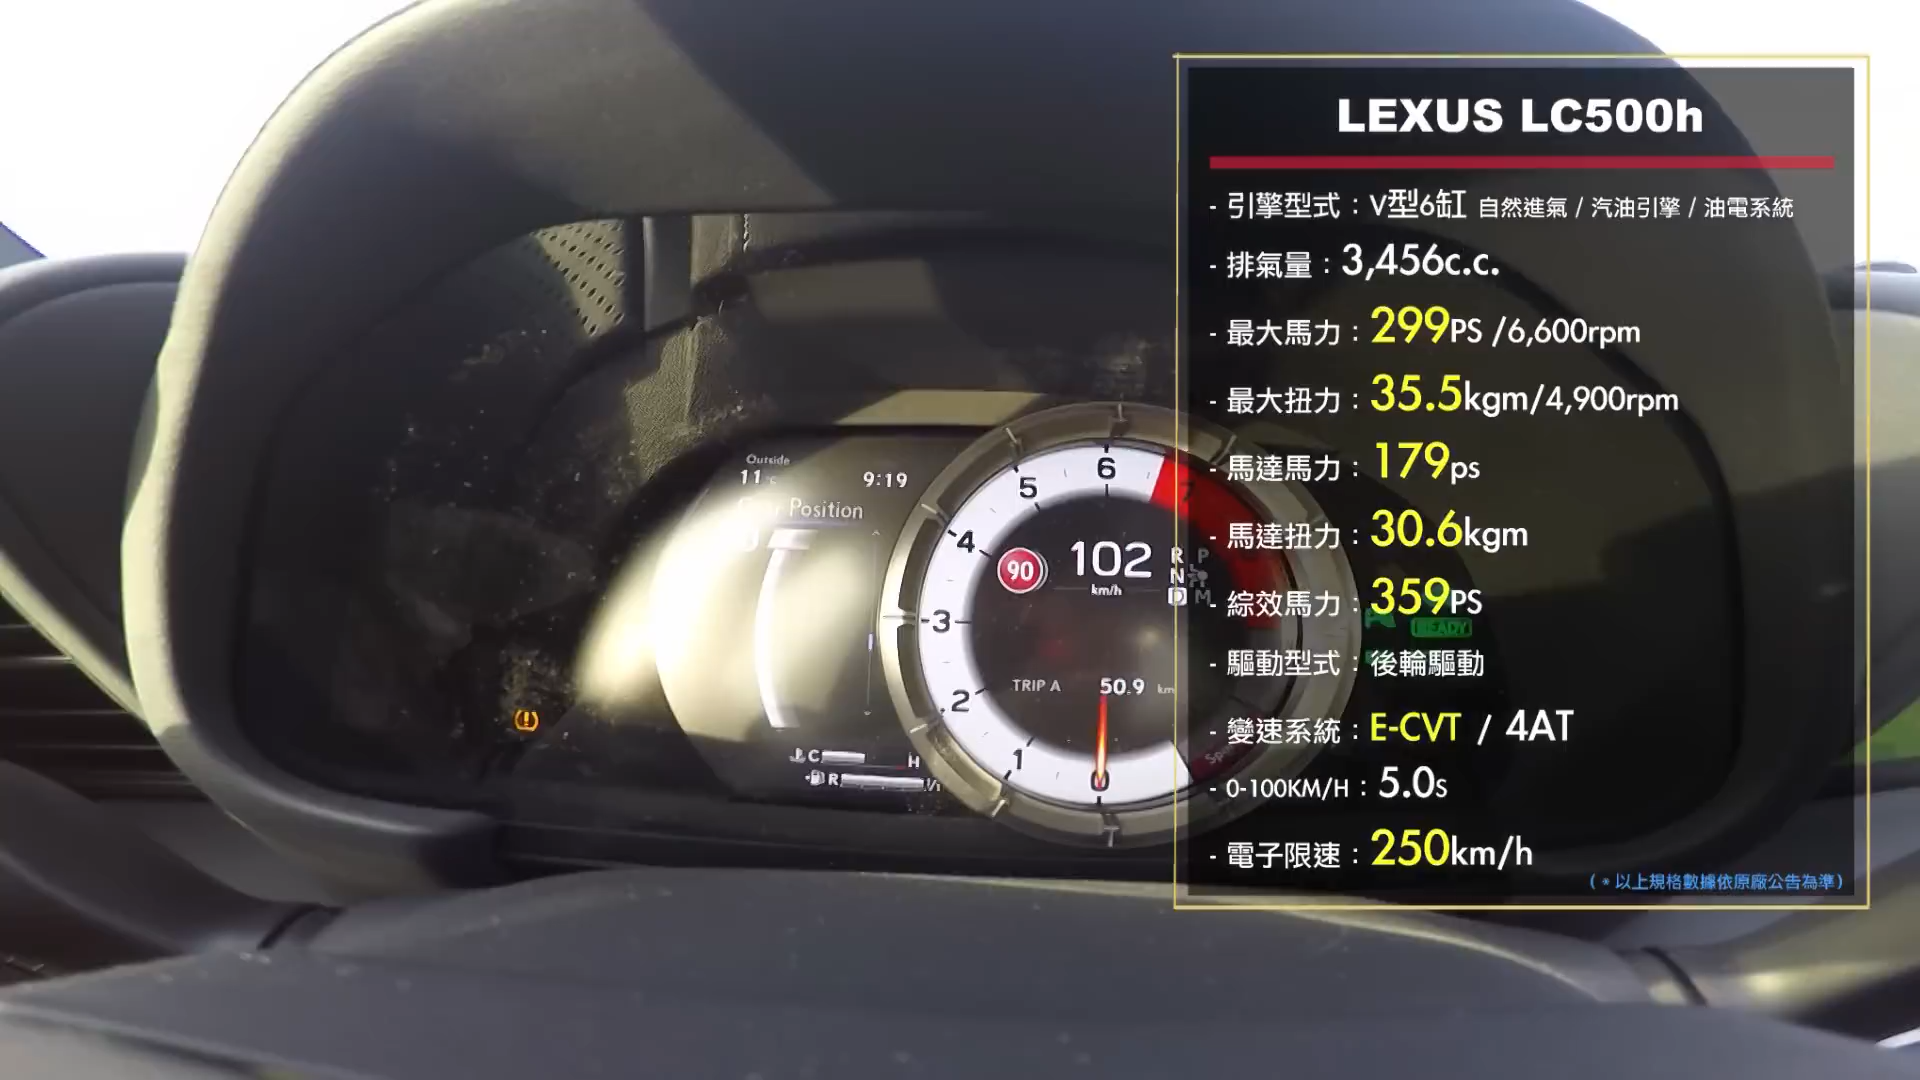 LEXUS LC500h
- 引擎型式：V型6缸 自然進氣 / 汽油引擎 / 油電系統
- 排氣量：3,456c.c.
- 最大馬力：299PS /6,600rpm
- 最大扭力：35.5kgm/4,900rpm
- 馬達馬力：179ps
- 馬達扭力：30.6kgm
- 綜效馬力：359PS
- 驅動型式：後輪驅動
- 變速系統：E-CVT / 4AT
- 0-100KM/H：5.0s
- 電子限速：250km/h
(＊以上規格數據依原廠公告為準)
Outside
11°C
9:19
Position
0
1
2
3
4
5
6
7
90
102
km/h
R
N
D
P
M
TRIP A 50.9 km
READY
C H
R 1/1